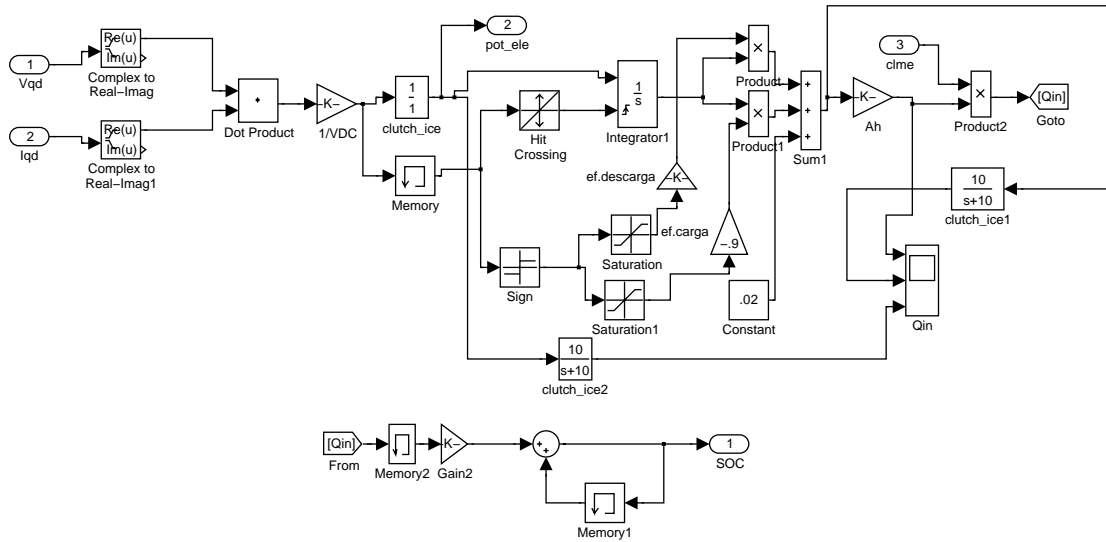 1
Vqd
Re(u)
Im(u)
Complex to
Real−Imag
2
Iqd
Re(u)
Im(u)
Complex to
Real−Imag1
Dot Product
−K−
1/VDC
1
1
clutch_ice
2
pot_ele
Memory
Hit
Crossing
1
s
Integrator1
Sign
Saturation
Saturation1
ef.descarga
−K−
ef.carga
−.9
.02
Constant
×
Product
×
Product1
+
+
+
Sum1
−K−
Ah
3
clme
×
Product2
[Qin]
Goto
10
s+10
clutch_ice1
Qin
10
s+10
clutch_ice2
[Qin]
From
Memory2
K−
Gain2
+
+
Memory1
1
SOC